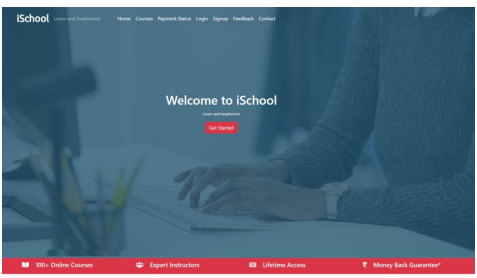 iSchool Learn and Implement Home Courses Payment Status Login Signup Feedback Contact
Welcome to iSchool
Learn and Implement
Get Started
100+ Online Courses Expert Instructors Lifetime Access ₹ Money Back Guarantee*